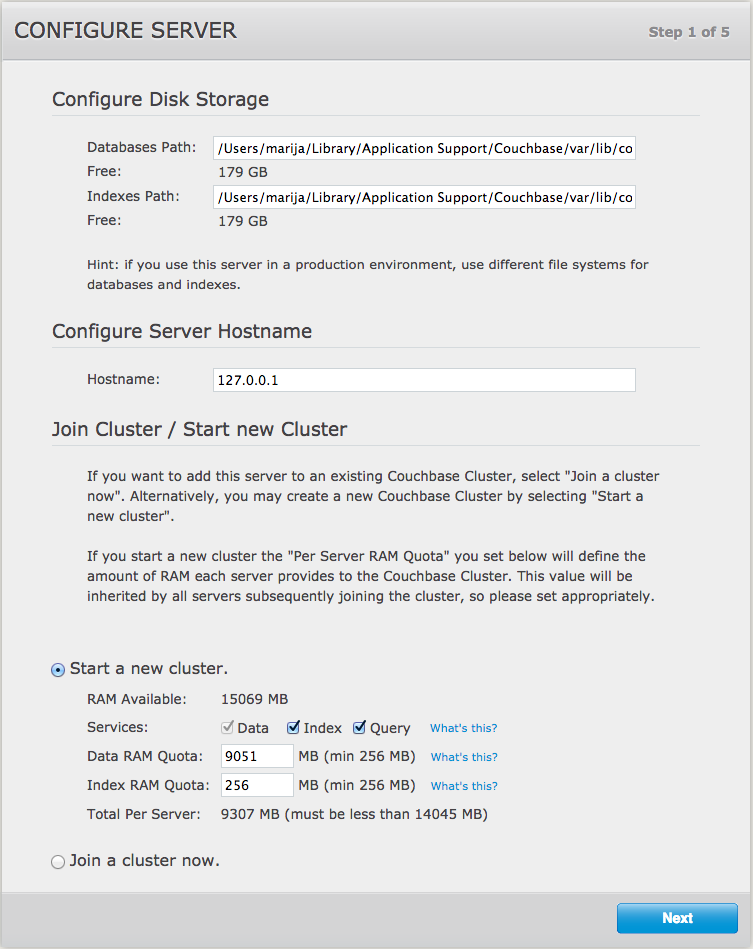 CONFIGURE SERVER
Step 1 of 5
Configure Disk Storage
Databases Path: /Users/marija/Library/Application Support/Couchbase/var/lib/co
Free: 179 GB
Indexes Path: /Users/marija/Library/Application Support/Couchbase/var/lib/co
Free: 179 GB
Hint: if you use this server in a production environment, use different file systems for
databases and indexes.
Configure Server Hostname
Hostname: 127.0.0.1
Join Cluster / Start new Cluster
If you want to add this server to an existing Couchbase Cluster, select "Join a cluster
now". Alternatively, you may create a new Couchbase Cluster by selecting "Start a
new cluster".
If you start a new cluster the "Per Server RAM Quota" you set below will define the
amount of RAM each server provides to the Couchbase Cluster. This value will be
inherited by all servers subsequently joining the cluster, so please set appropriately.
Start a new cluster.
RAM Available: 15069 MB
Services: Data Index Query What's this?
Data RAM Quota: 9051 MB (min 256 MB) What's this?
Index RAM Quota: 256 MB (min 256 MB) What's this?
Total Per Server: 9307 MB (must be less than 14045 MB)
Join a cluster now.
Next